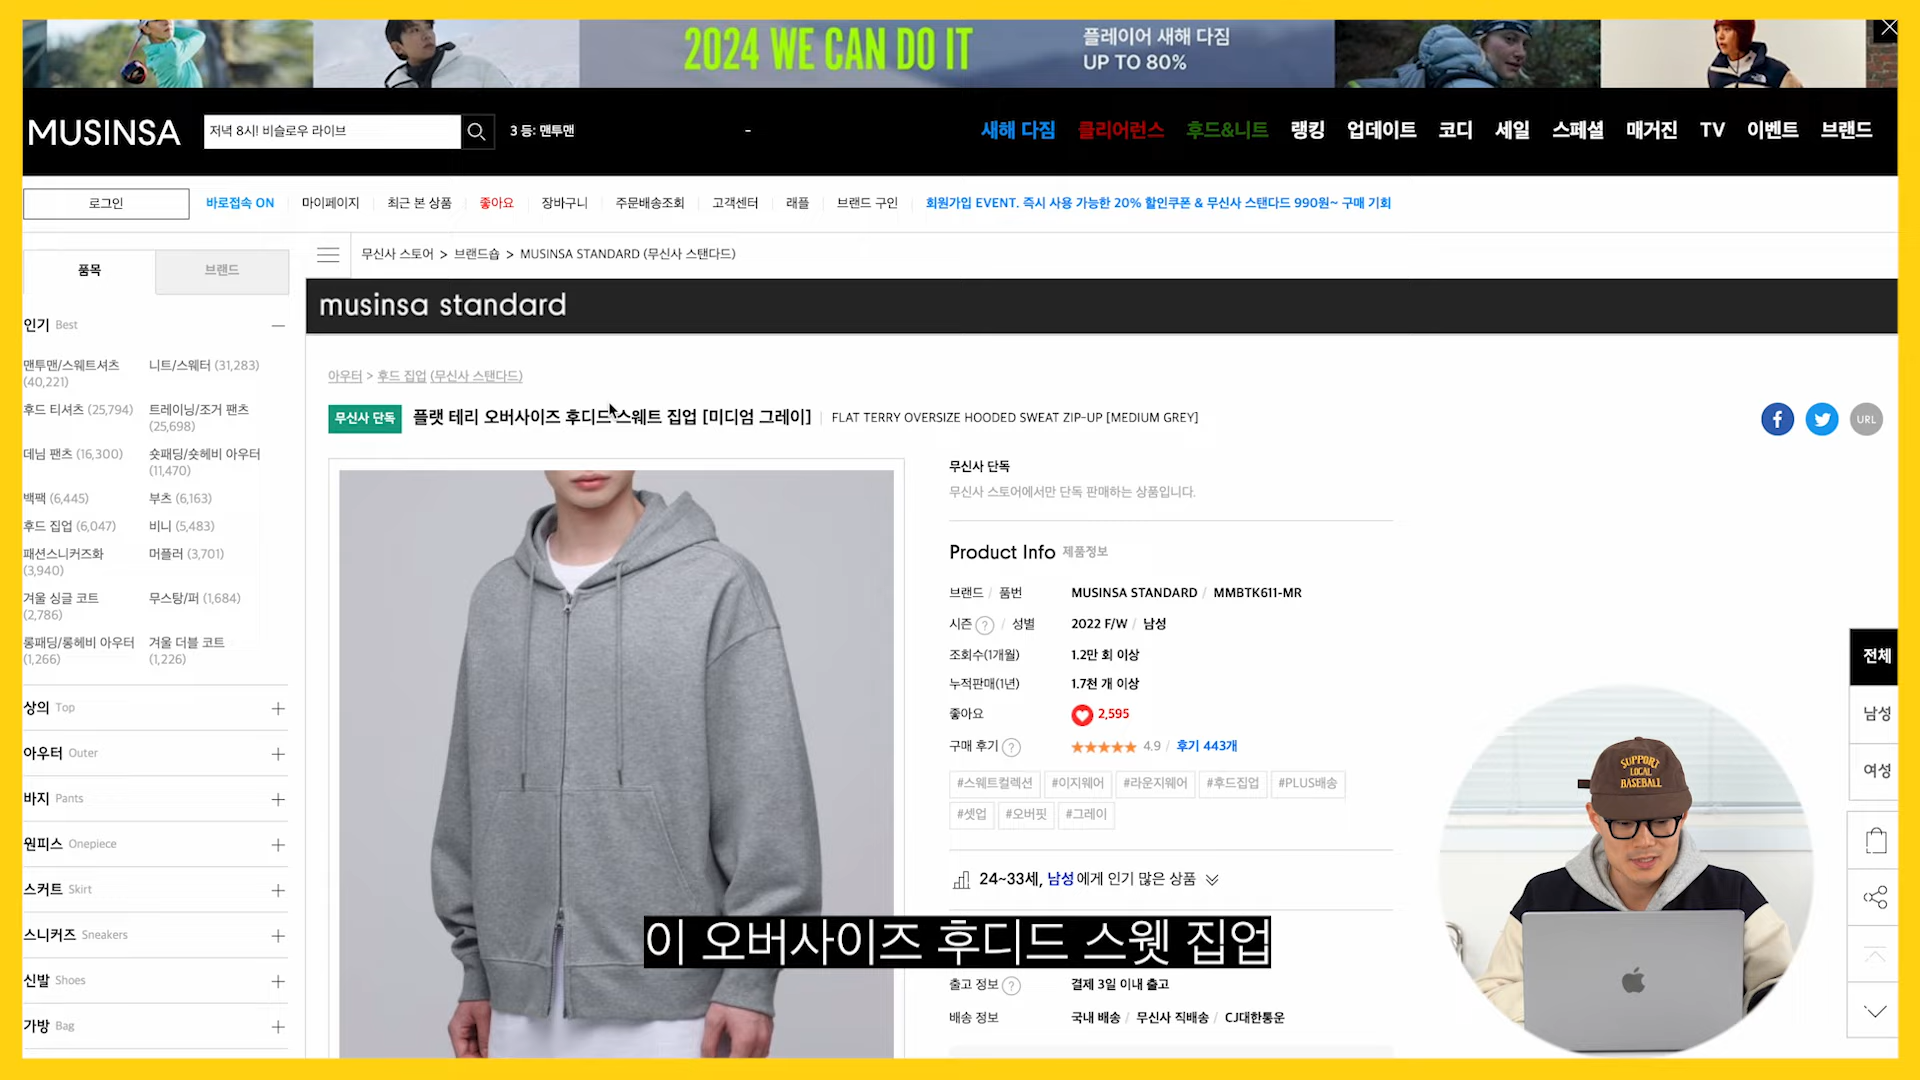 2024 WE CAN DO IT
플레이어 새해 다짐
UP TO 80%
MUSINSA
저녁 8시! 비슬로우 라이브
3 등: 맨투맨
-
새해 다짐 클리어런스 후드&니트 랭킹 업데이트 코디 세일 스페셜 매거진 TV 이벤트 브랜드
로그인
바로접속 ON 마이페이지 최근 본 상품 좋아요 장바구니 주문배송조회 고객센터 래플 브랜드 구인 회원가입 EVENT. 즉시 사용 가능한 20% 할인쿠폰 & 무신사 스탠다드 990원~ 구매 기회
품목 브랜드
무신사 스토어 > 브랜드숍 > MUSINSA STANDARD (무신사 스탠다드)
musinsa standard
인기 Best
맨투맨/스웨트셔츠 (40,221)
니트/스웨터 (31,283)
후드 티셔츠 (25,794)
트레이닝/조거 팬츠 (25,698)
데님 팬츠 (16,300)
숏패딩/숏헤비 아우터 (11,470)
백팩 (6,445)
부츠 (6,163)
후드 집업 (6,047)
비니 (5,483)
패션스니커즈화 (3,940)
머플러 (3,701)
겨울 싱글 코트 (2,786)
무스탕/퍼 (1,684)
롱패딩/롱헤비 아우터 (1,266)
겨울 더블 코트 (1,226)
상의 Top
아우터 Outer
바지 Pants
원피스 Onepiece
스커트 Skirt
스니커즈 Sneakers
신발 Shoes
가방 Bag
아우터 > 후드 집업 (무신사 스탠다드)
무신사 단독 플랫 테리 오버사이즈 후디드 스웨트 집업 [미디엄 그레이] FLAT TERRY OVERSIZE HOODED SWEAT ZIP-UP [MEDIUM GREY]
f
URL
무신사 단독
무신사 스토어에서만 단독 판매하는 상품입니다.
Product Info 제품정보
브랜드 / 품번 MUSINSA STANDARD / MMBTK611-MR
시즌 ? / 성별 2022 F/W / 남성
조회수(1개월) 1.2만 회 이상
누적판매(1년) 1.7천 개 이상
좋아요 2,595
구매 후기 ? 4.9 / 후기 443개
#스웨트컬렉션 #이지웨어 #라운지웨어 #후드집업 #PLUS배송
#셋업 #오버핏 #그레이
24~33세, 남성 에게 인기 많은 상품
출고 정보 ? 결제 3일 이내 출고
배송 정보 국내 배송 / 무신사 직배송 / CJ대한통운
전체
남성
여성
SUPPORT
LOCAL
BASEBALL
이 오버사이즈 후디드 스웻 집업